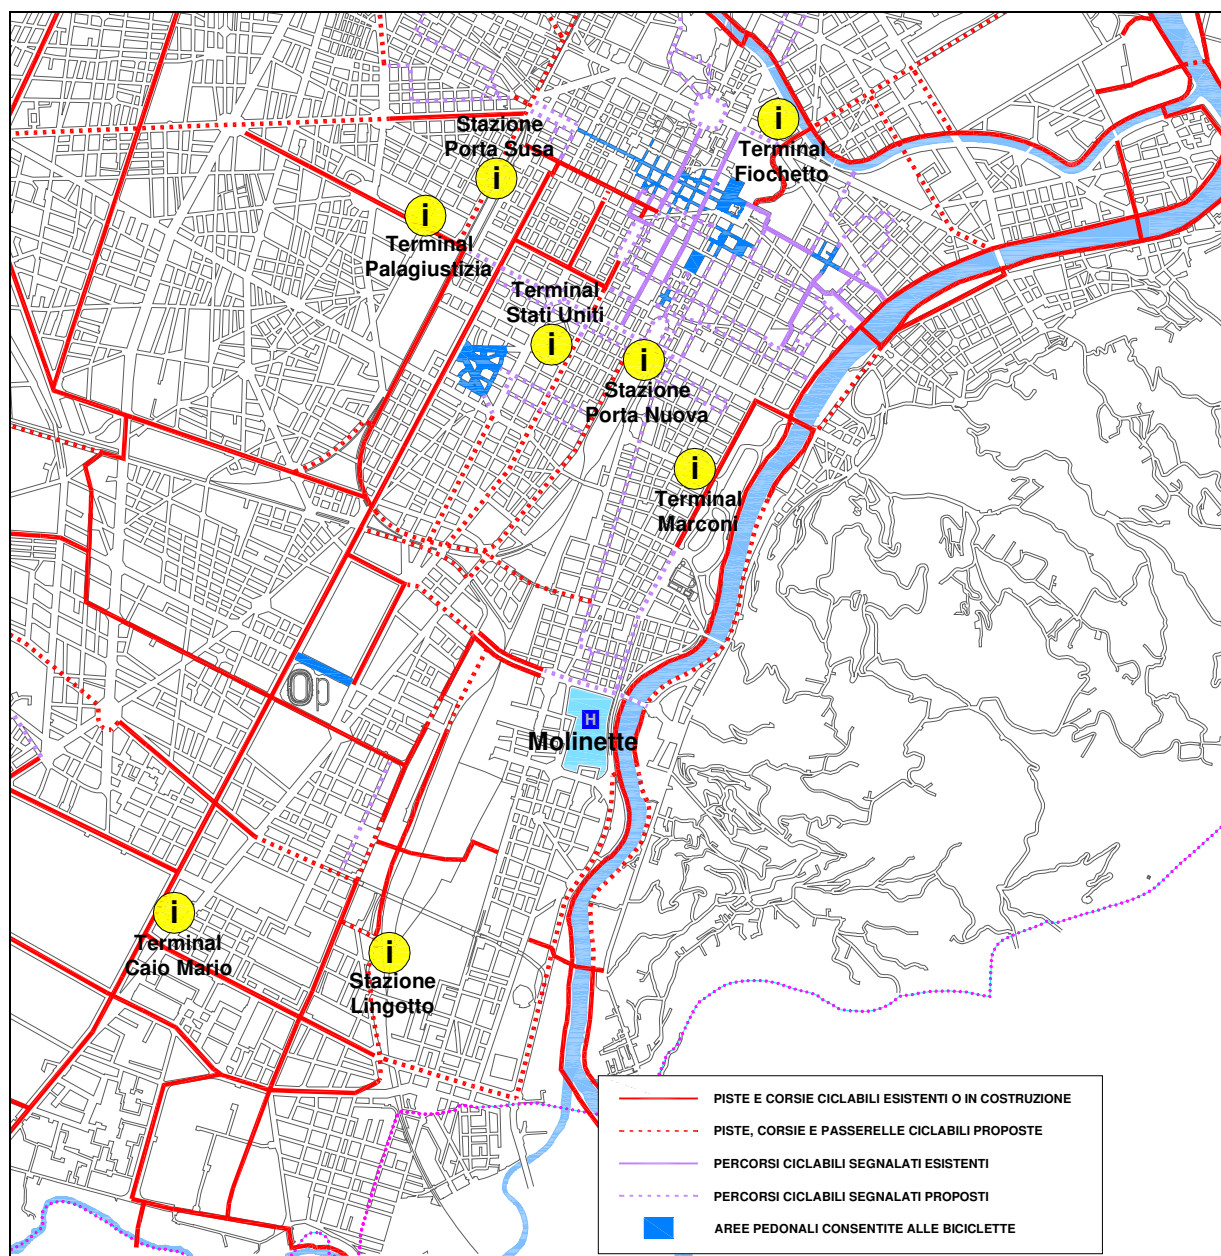 i
Terminal
Fiochetto
Stazione
Porta Susa
i
i
Terminal
Palagiustizia
Terminal
Stati Uniti
i
i
Stazione
Porta Nuova
i
Terminal
Marconi
H
Molinette
i
Terminal
Caio Mario
i
Stazione
Lingotto
PISTE E CORSIE CICLABILI ESISTENTI O IN COSTRUZIONE
PISTE, CORSIE E PASSERELLE CICLABILI PROPOSTE
PERCORSI CICLABILI SEGNALATI ESISTENTI
PERCORSI CICLABILI SEGNALATI PROPOSTI
AREE PEDONALI CONSENTITE ALLE BICICLETTE